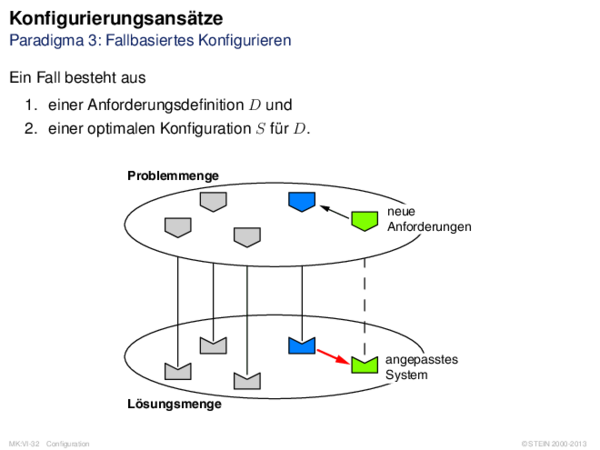 Konfigurierungsansätze
Paradigma 3: Fallbasiertes Konfigurieren
Ein Fall besteht aus
1. einer Anforderungsdefinition D und
2. einer optimalen Konfiguration S für D.
Problemmenge
neue
Anforderungen
angepasstes
System
Lösungsmenge
MK:VI-32 Configuration
© STEIN 2000-2013